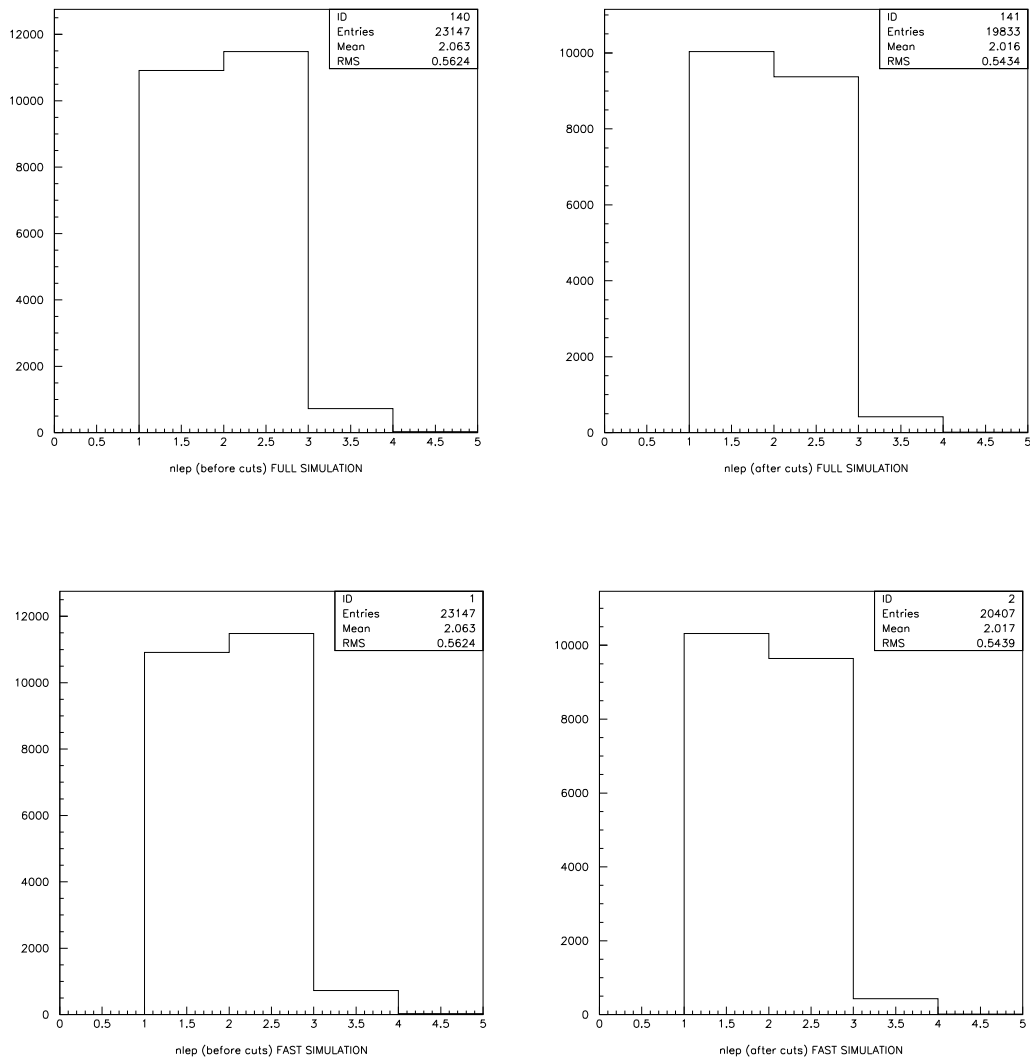 ID 140
Entries 23147
Mean 2.063
RMS 0.5624
12000
10000
8000
6000
4000
2000
0
0 0.5 1 1.5 2 2.5 3 3.5 4 4.5 5
nlep (before cuts) FULL SIMULATION
ID 141
Entries 19833
Mean 2.016
RMS 0.5434
10000
8000
6000
4000
2000
0
0 0.5 1 1.5 2 2.5 3 3.5 4 4.5 5
nlep (after cuts) FULL SIMULATION
ID 1
Entries 23147
Mean 2.063
RMS 0.5624
12000
10000
8000
6000
4000
2000
0
0 0.5 1 1.5 2 2.5 3 3.5 4 4.5 5
nlep (before cuts) FAST SIMULATION
ID 2
Entries 20407
Mean 2.017
RMS 0.5439
10000
8000
6000
4000
2000
0
0 0.5 1 1.5 2 2.5 3 3.5 4 4.5 5
nlep (after cuts) FAST SIMULATION